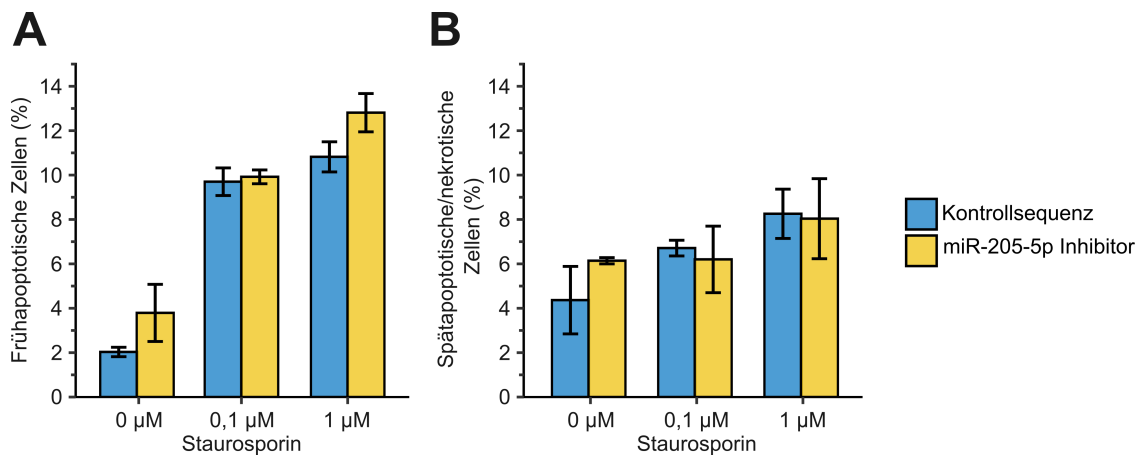 A
Frühapoptotische Zellen (%)
14
12
10
8
6
4
2
0
0 µM
0,1 µM
1 µM
Staurosporin
B
Spätapoptotische/nekrotische
Zellen (%)
14
12
10
8
6
4
2
0
0 µM
0,1 µM
1 µM
Staurosporin
Kontrollsequenz
miR-205-5p Inhibitor